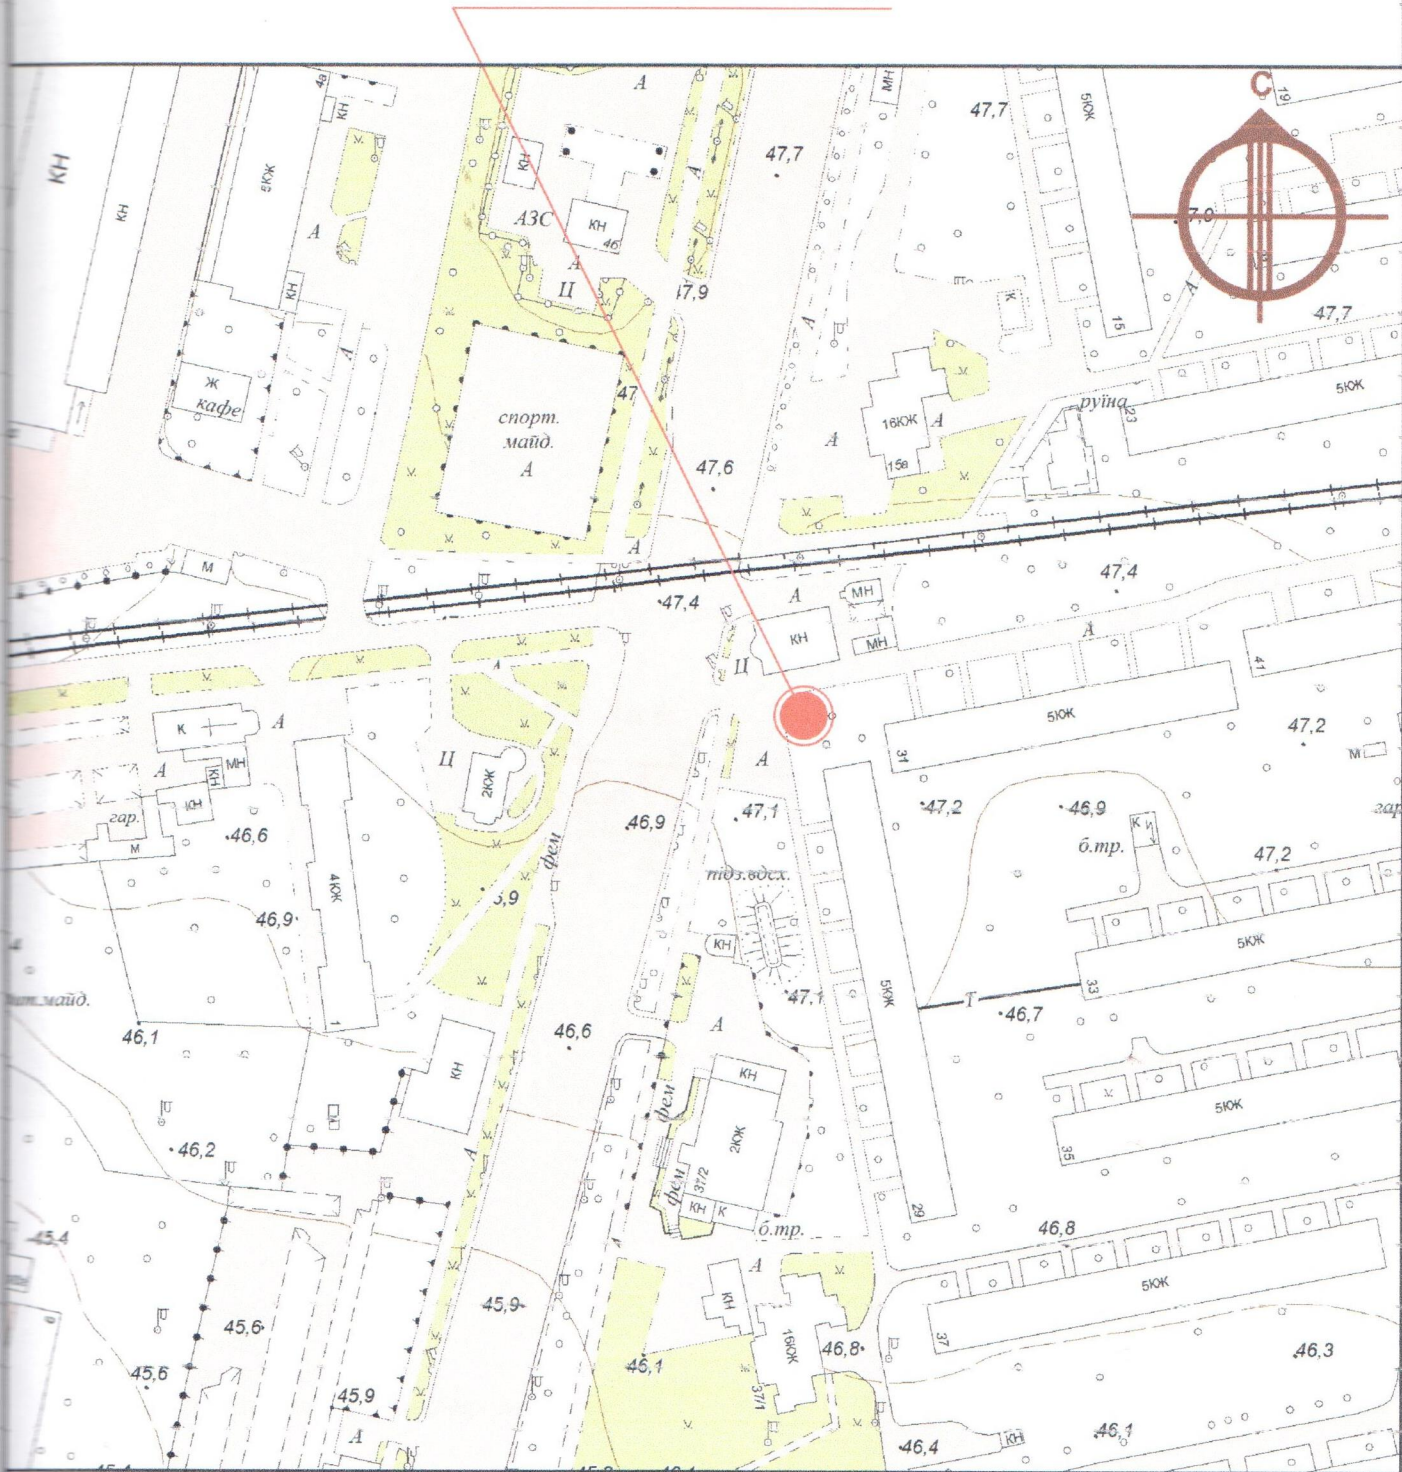 С
А
КН
5КЖ
4а
КН
МН
47,7
5КЖ
19
КН
КН
47,7
А
АЗС
КН
46
А
А
Ц
47,9
КН
К
А
А
15
47,7
Ж
кафе
А
47
спорт.
майд.
А
16КЖ
А
А
15а
руїна
23
5КЖ
47,6
А
М
47,4
47,4
А
МН
КН
МН
А
Ц
41
К
А
А
Ц
5КЖ
47,2
МН
КН
А
2КЖ
А
31
М
КН
47,2
46,9
гар.
46,6
46,9
47,1
б.тр.
К
М
фем
47,2
4КЖ
46,9
КН
5КЖ
5КЖ
33
47,1
Т
46,7
46,1
1
46,6
А
КН
КН
фем
2КЖ
5КЖ
46,2
А
35
фем
37/2
КН
К
29
б.тр.
46,8
45,4
А
5КЖ
45,9
КН
45,6
16КЖ
46,8
37
46,3
45,6
46,1
45,9
37/1
А
46,4
КН
46,1